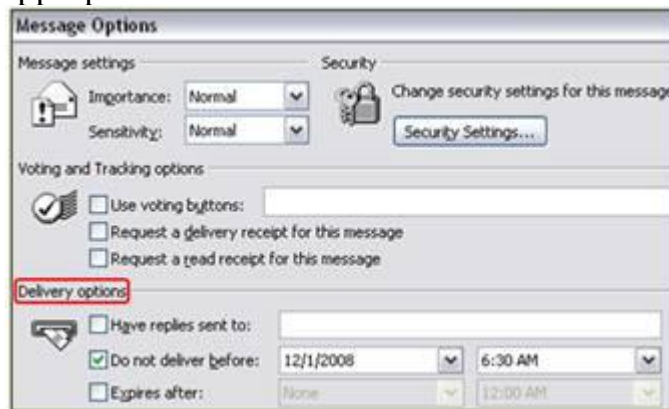 Message Options
Message settings Security
Importance: Normal Change security settings for this message
Sensitivity: Normal Security Settings...
Voting and Tracking options
Use voting buttons:
Request a delivery receipt for this message
Request a read receipt for this message
Delivery options
Have replies sent to:
Do not deliver before: 12/1/2008 6:30 AM
Expires after: None 12:00 AM